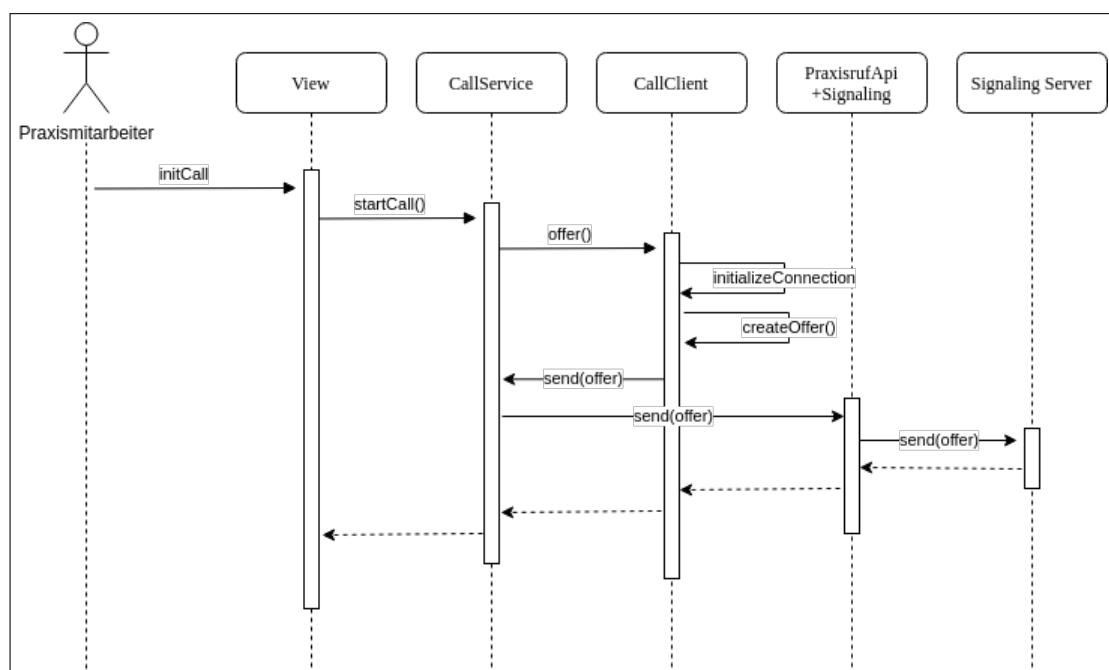 Praxismitarbeiter
View
CallService
CallClient
PraxisrufApi
+Signaling
Signaling Server
initCall
startCall()
offer()
initializeConnection
createOffer()
send(offer)
send(offer)
send(offer)